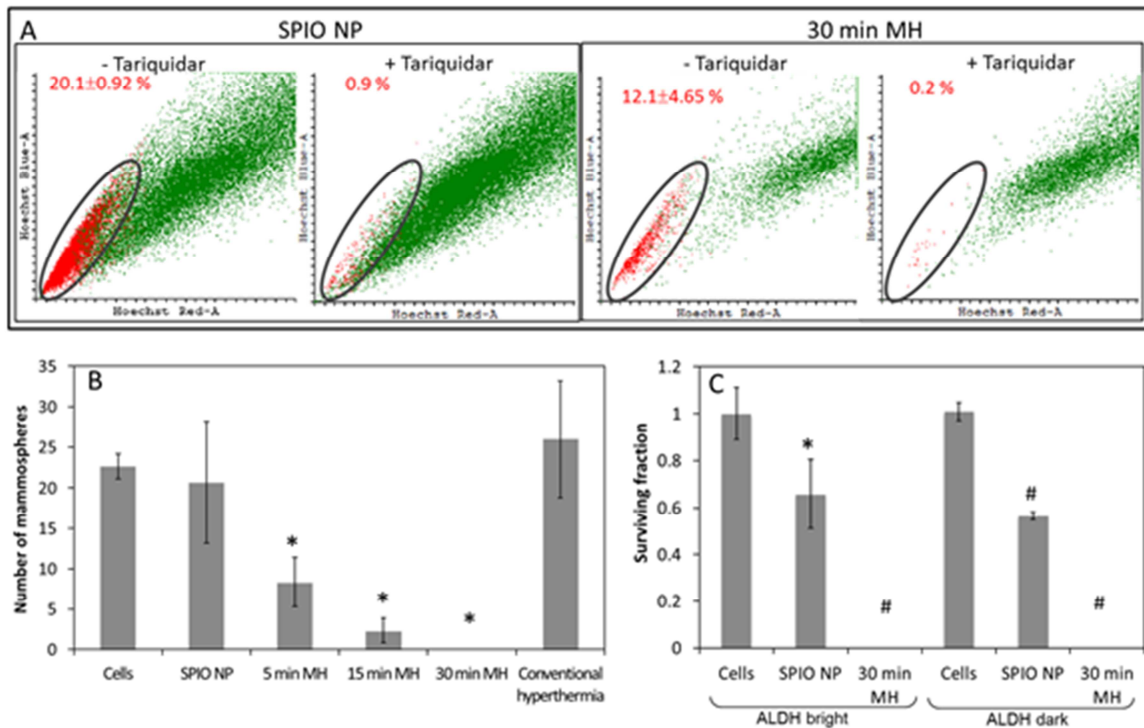 A
SPIO NP
30 min MH
- Tariquidar
+ Tariquidar
- Tariquidar
+ Tariquidar
20.1±0.92 %
0.9 %
12.1±4.65 %
0.2 %
Hoechst Blue-A
Hoechst Blue-A
Hoechst Blue-A
Hoechst Blue-A
Hoechst Red-A
Hoechst Red-A
Hoechst Red-A
Hoechst Red-A
B
Number of mammospheres
35
30
25
20
15
10
5
0
*
*
*
Cells
SPIO NP
5 min MH
15 min MH
30 min MH
Conventional
hyperthermia
C
Surviving fraction
1.2
1
0.8
0.6
0.4
0.2
0
*
#
#
#
Cells
SPIO NP
30 min
MH
Cells
SPIO NP
30 min
MH
ALDH bright
ALDH dark